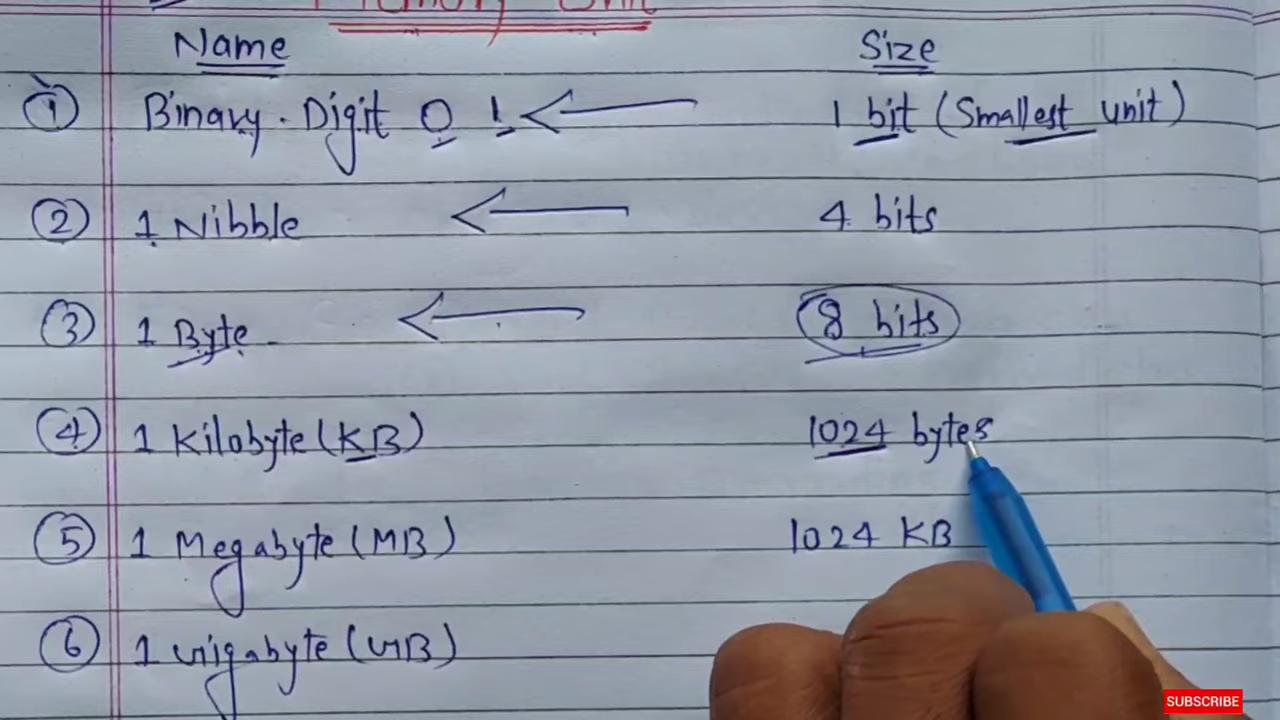 Memory Unit
Name Size
① Binary. Digit 0 1 1 bit (Smallest unit)
② 1 Nibble 4 bits
③ 1 Byte 8 bits
④ 1 Kilobyte (KB) 1024 bytes
⑤ 1 Megabyte (MB) 1024 KB
⑥ 1 Gigabyte (GB)
SUBSCRIBE